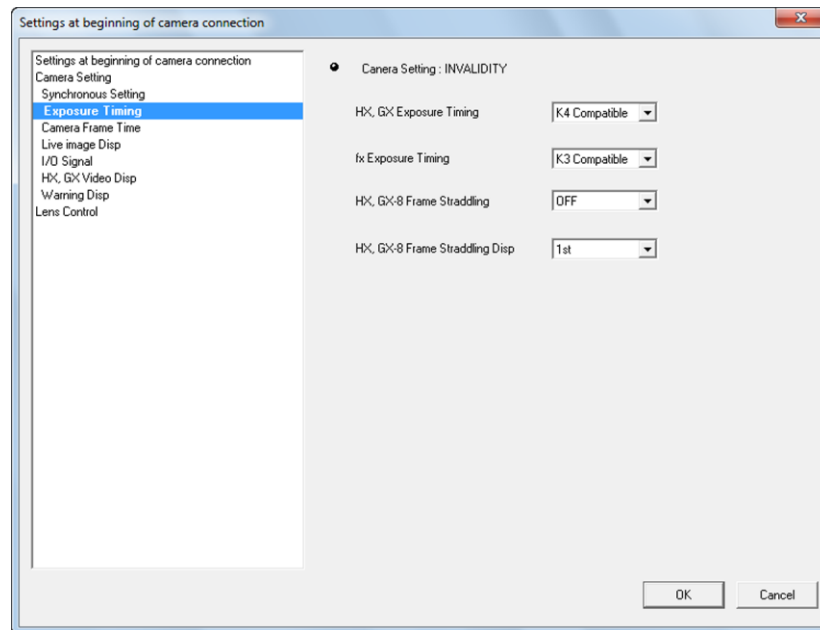 Settings at beginning of camera connection
Settings at beginning of camera connection
Camera Setting
Synchronous Setting
Exposure Timing
Camera Frame Time
Live image Disp
I/O Signal
HX, GX Video Disp
Warning Disp
Lens Control
Canera Setting : INVALIDITY
HX, GX Exposure Timing K4 Compatible
fx Exposure Timing K3 Compatible
HX, GX-8 Frame Straddling OFF
HX, GX-8 Frame Straddling Disp 1st
OK Cancel